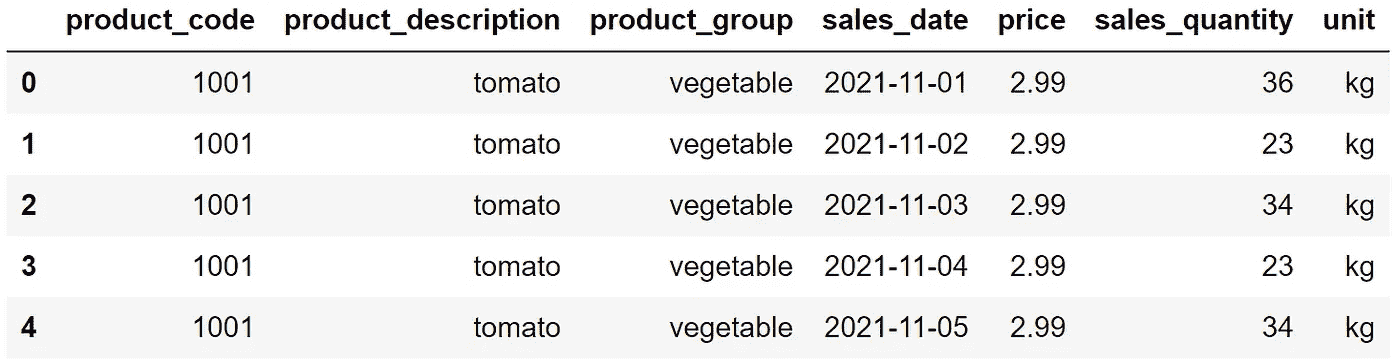 product_code product_description product_group sales_date price sales_quantity unit
0 1001 tomato vegetable 2021-11-01 2.99 36 kg
1 1001 tomato vegetable 2021-11-02 2.99 23 kg
2 1001 tomato vegetable 2021-11-03 2.99 34 kg
3 1001 tomato vegetable 2021-11-04 2.99 23 kg
4 1001 tomato vegetable 2021-11-05 2.99 34 kg